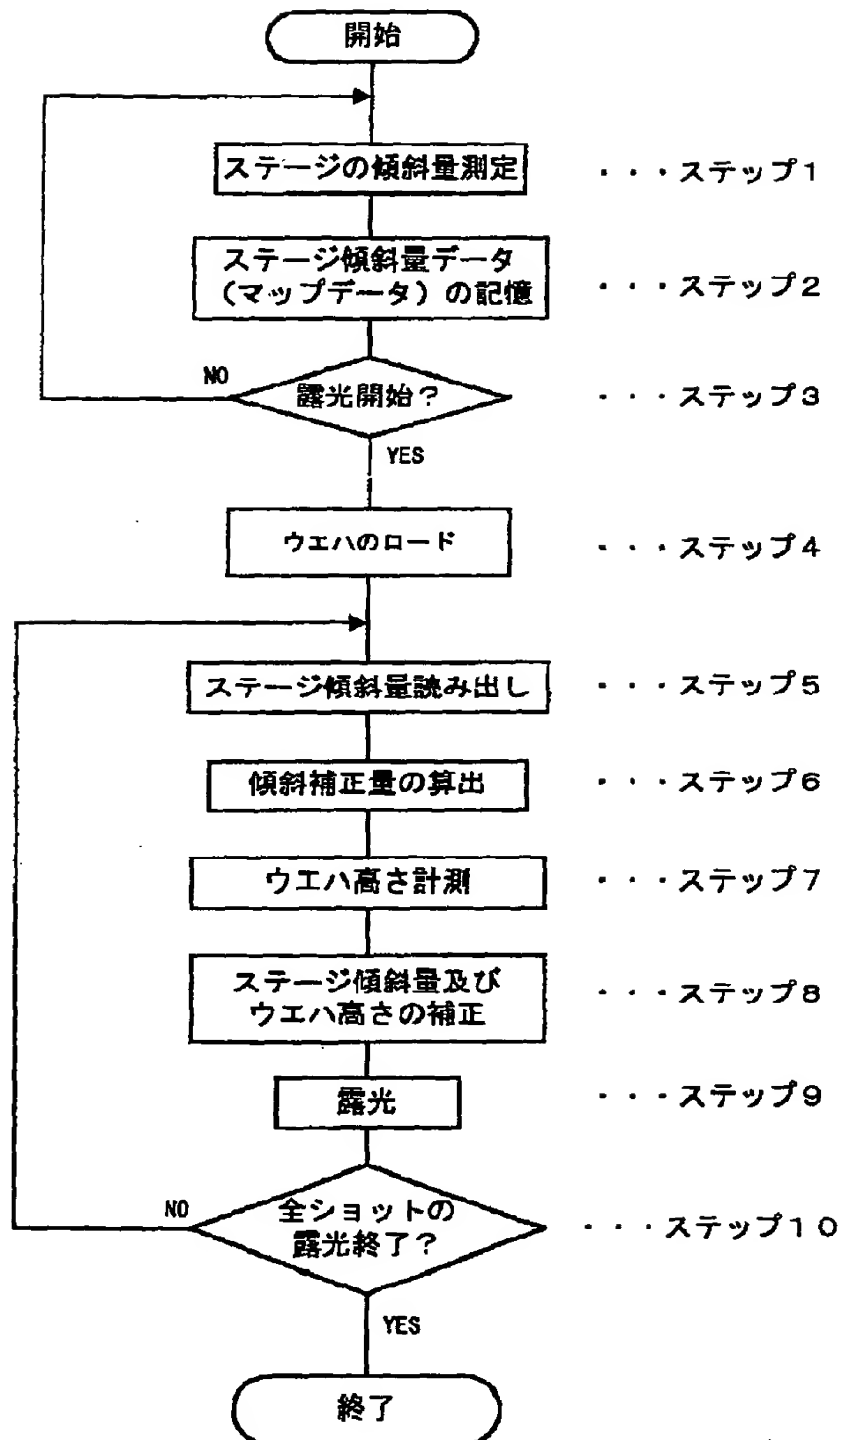 開始
ステージの傾斜量測定 ・・・ステップ1
ステージ傾斜量データ
(マップデータ)の記憶 ・・・ステップ2
NO
露光開始? ・・・ステップ3
YES
ウエハのロード ・・・ステップ4
ステージ傾斜量読み出し ・・・ステップ5
傾斜補正量の算出 ・・・ステップ6
ウエハ高さ計測 ・・・ステップ7
ステージ傾斜量及び
ウエハ高さの補正 ・・・ステップ8
露光 ・・・ステップ9
NO
全ショットの
露光終了? ・・・ステップ10
YES
終了